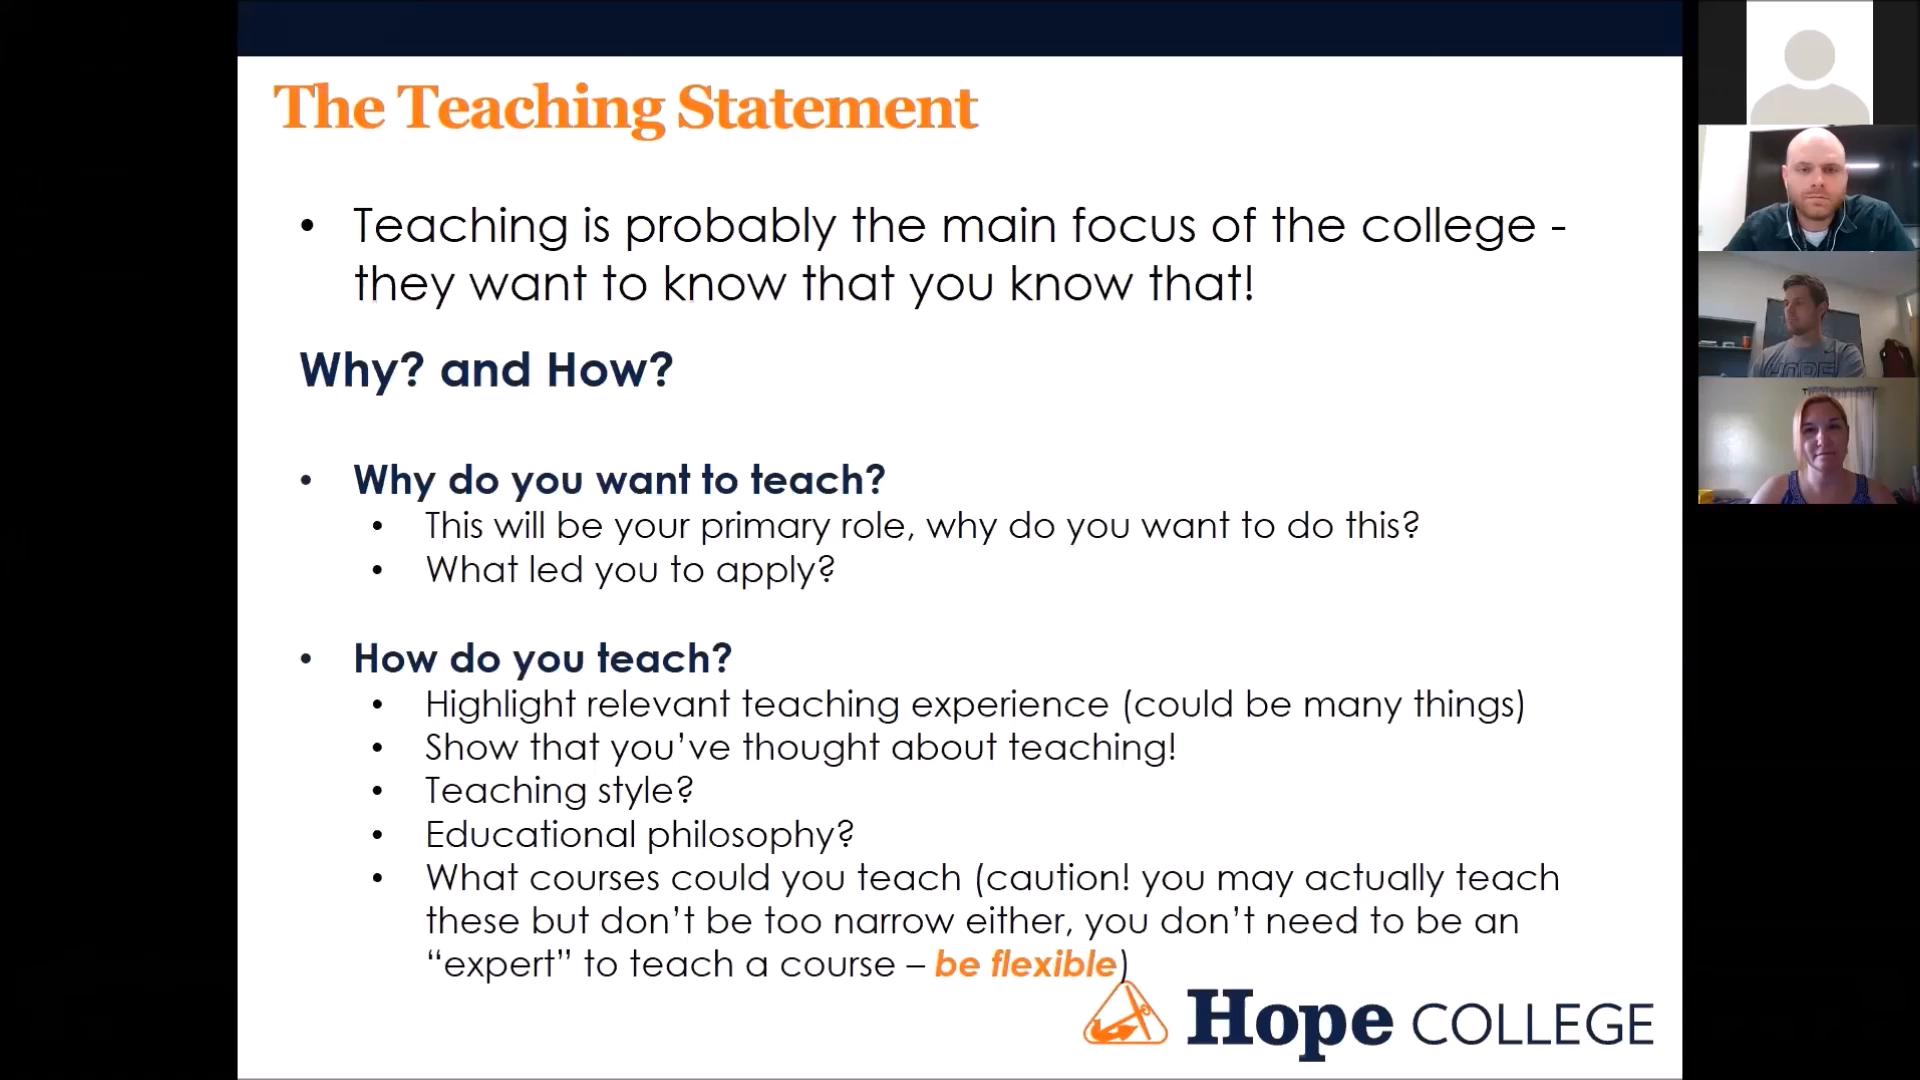 The Teaching Statement
• Teaching is probably the main focus of the college -
they want to know that you know that!
Why? and How?
• Why do you want to teach?
• This will be your primary role, why do you want to do this?
• What led you to apply?
• How do you teach?
• Highlight relevant teaching experience (could be many things)
• Show that you’ve thought about teaching!
• Teaching style?
• Educational philosophy?
• What courses could you teach (caution! you may actually teach
these but don’t be too narrow either, you don’t need to be an
“expert” to teach a course – be flexible)
Hope COLLEGE
HOPE